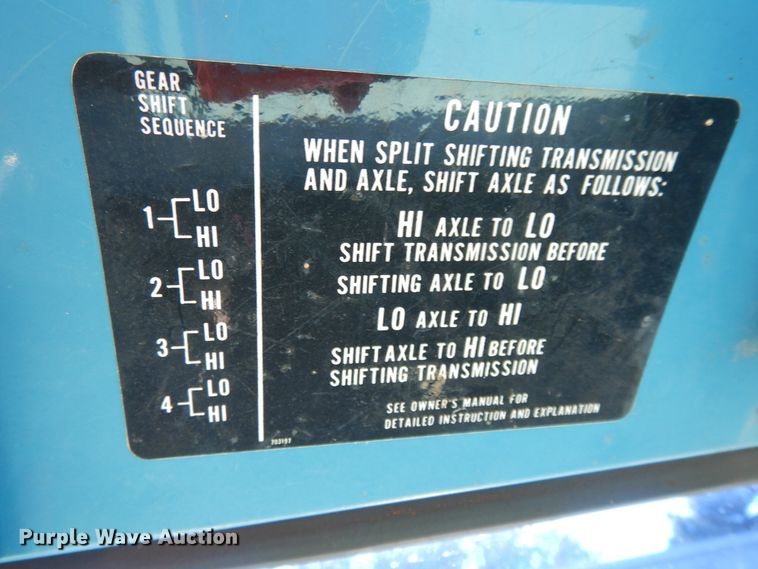 GEAR
SHIFT
SEQUENCE
1 LO
HI
2 LO
HI
3 LO
HI
4 LO
HI
CAUTION
WHEN SPLIT SHIFTING TRANSMISSION
AND AXLE, SHIFT AXLE AS FOLLOWS:
HI AXLE TO LO
SHIFT TRANSMISSION BEFORE
SHIFTING AXLE TO LO
LO AXLE TO HI
SHIFT AXLE TO HI BEFORE
SHIFTING TRANSMISSION
SEE OWNER'S MANUAL FOR
DETAILED INSTRUCTION AND EXPLANATION
Purple Wave Auction